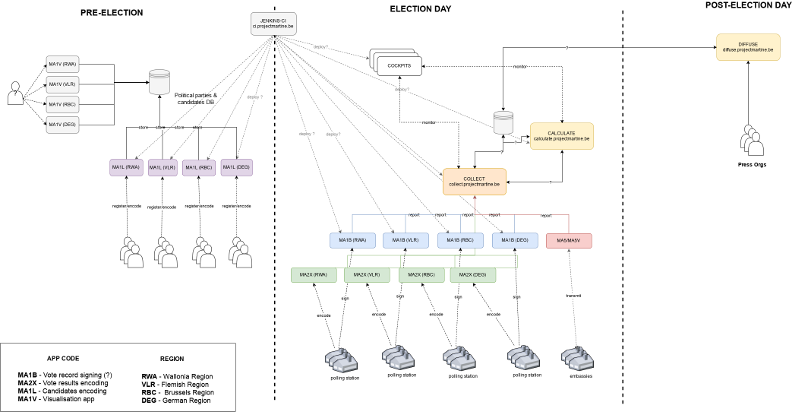 PRE-ELECTION
ELECTION DAY
POST-ELECTION DAY
JENKINS CI
ci.projectmartine.be
MA1V (RWA)
MA1V (VLR)
MA1V (RBC)
MA1V (DEG)
Political parties &
candidates DB
store
store
store
store
MA1L (RWA)
MA1L (VLR)
MA1L (RBC)
MA1L (DEG)
register/encode
register/encode
register/encode
register/encode
deploy?
deploy ?
deploy ?
deploy ?
deploy?
COCKPITS
monitor
monitor
CALCULATE
calculate.projectmartine.be
COLLECT
collect.projectmartine.be
DIFFUSE
diffuse.projectmartine.be
Press Orgs
report
report
report
report
report
MA1B (RWA)
MA1B (VLR)
MA1B (RBC)
MA1B (DEG)
MA2X (RWA)
MA2X (VLR)
MA2X (RBC)
MA2X (DEG)
sign
sign
sign
sign
encode
encode
encode
encode
transmit
polling station
polling station
polling station
polling station
embassies
APP CODE
MA1B - Vote record signing (?)
MA2X - Vote results encoding
MA1L - Candidates encoding
MA1V - Visualisation app
REGION
RWA - Wallonia Region
VLR - Flemish Region
RBC - Brussels Region
DEG - German Region